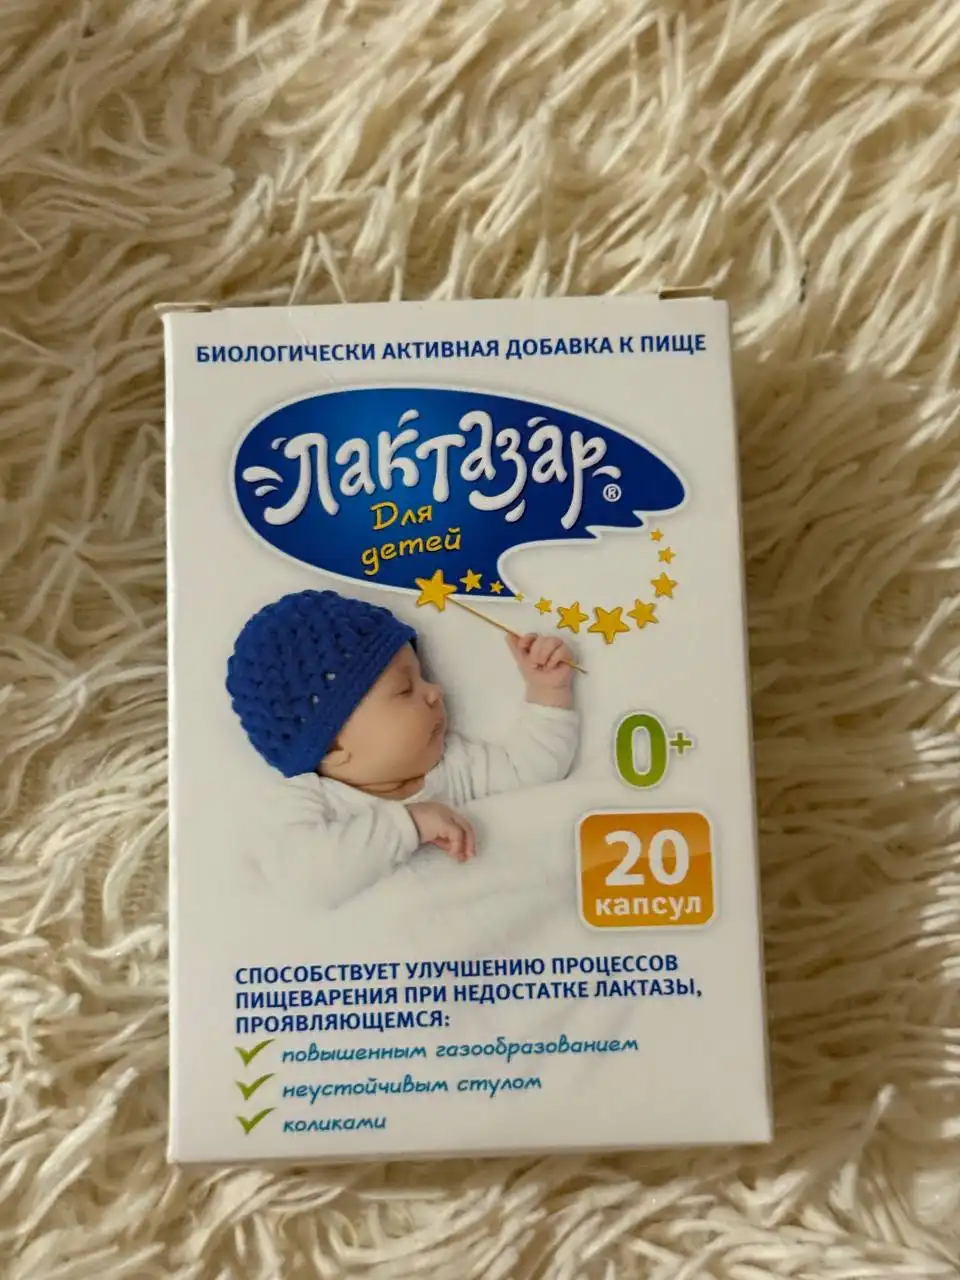 БИОЛОГИЧЕСКИ АКТИВНАЯ ДОБАВКА К ПИЩЕ
Лактазар
®
Для
детей
0+
20
капсул
СПОСОБСТВУЕТ УЛУЧШЕНИЮ ПРОЦЕССОВ
ПИЩЕВАРЕНИЯ ПРИ НЕДОСТАТКЕ ЛАКТАЗЫ,
ПРОЯВЛЯЮЩЕМСЯ:
повышенным газообразованием
неустойчивым стулом
коликами